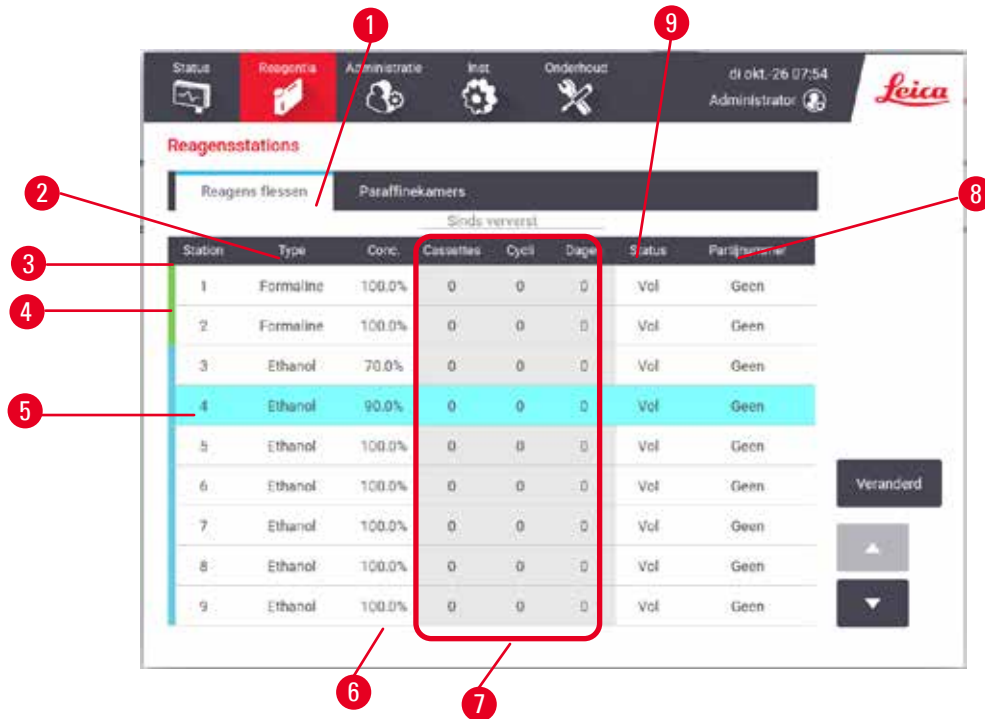 1 9
Status Reagentia Administratie Inst. Onderhoud di okt.-26 07:54
Administrator
Leica
Reagensstations
2 Reagens flessen Paraffinekamers 8
Sinds ververst
Station Type Conc. Cassettes Cycli Dage Status Partijnummer
3
1 Formaline 100.0% 0 0 0 Vol Geen
4
2 Formaline 100.0% 0 0 0 Vol Geen
3 Ethanol 70.0% 0 0 0 Vol Geen
5 4 Ethanol 90.0% 0 0 0 Vol Geen
5 Ethanol 100.0% 0 0 0 Vol Geen
6 Ethanol 100.0% 0 0 0 Vol Geen
Veranderd
7 Ethanol 100.0% 0 0 0 Vol Geen
8 Ethanol 100.0% 0 0 0 Vol Geen
9 Ethanol 100.0% 0 0 0 Vol Geen
6 7